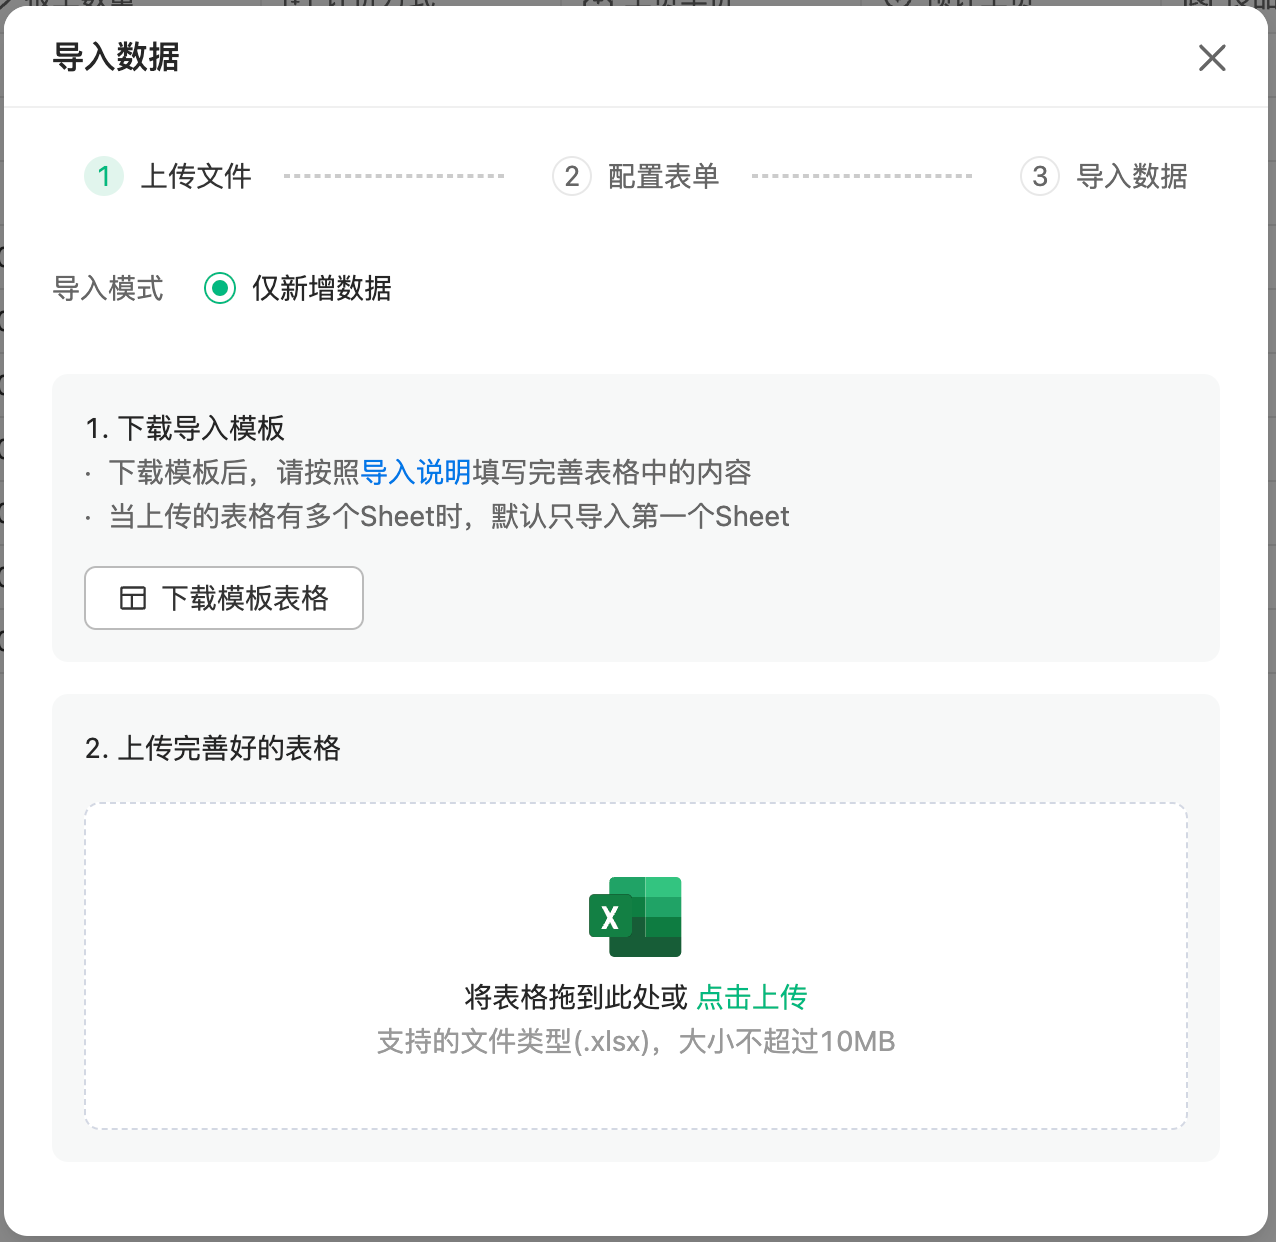 导入数据
1 上传文件
2 配置表单
3 导入数据
导入模式 仅新增数据
1. 下载导入模板
· 下载模板后，请按照导入说明填写完善表格中的内容
· 当上传的表格有多个Sheet时，默认只导入第一个Sheet
下载模板表格
2. 上传完善好的表格
X
将表格拖到此处或 点击上传
支持的文件类型(.xlsx)，大小不超过10MB